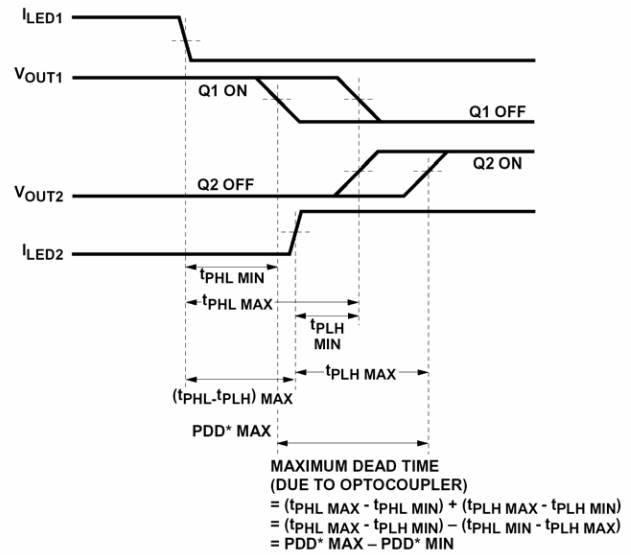 ILED1
VOUT1
Q1 ON
Q1 OFF
Q2 OFF
Q2 ON
VOUT2
ILED2
tPHL MIN
tPHL MAX
tPLH
MIN
tPLH MAX
(tPHL-tPLH) MAX
PDD* MAX
MAXIMUM DEAD TIME
(DUE TO OPTOCOUPLER)
= (tPHL MAX - tPHL MIN) + (tPLH MAX - tPLH MIN)
= (tPHL MAX - tPLH MIN) – (tPHL MIN - tPLH MAX)
= PDD* MAX – PDD* MIN